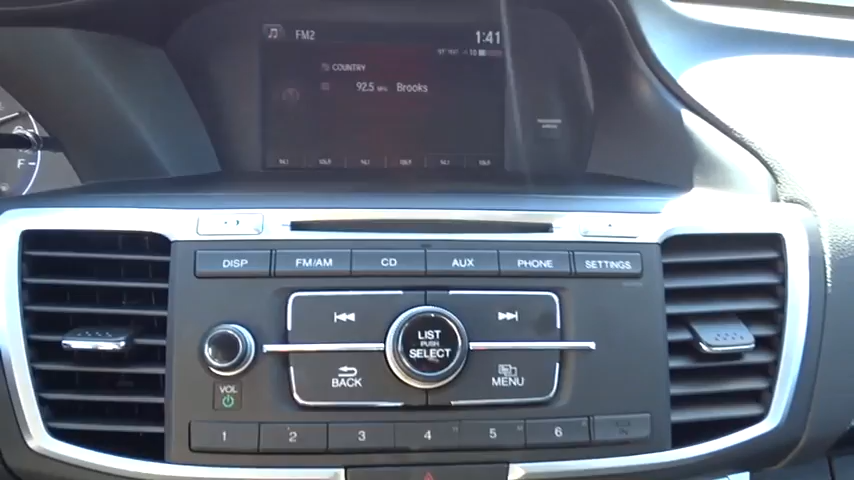 FM2
1:41
COUNTRY
92.5 MHz Brooks
F
DISP FM/AM CD AUX PHONE SETTINGS
LIST
PUSH
SELECT
BACK
MENU
VOL
1 2 3 4 5 6